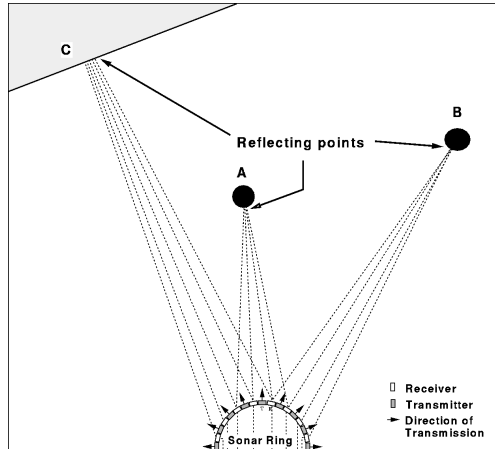 C
B
Reflecting points
A
Receiver
Transmitter
Direction of
Transmission
Sonar Ring